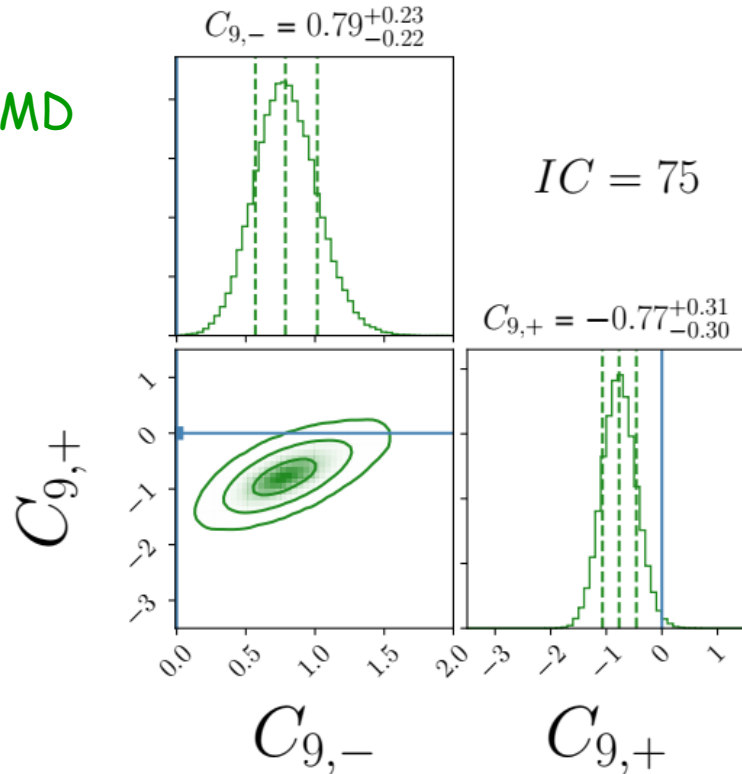 C_{9,-} = 0.79^{+0.23}_{-0.22}
MD
IC = 75
C_{9,+} = -0.77^{+0.31}_{-0.30}
C_{9,+}
1
0
-1
-2
-3
0.0 0.5 1.0 1.5 2.0 -3 -2 -1 0 1
C_{9,-} C_{9,+}